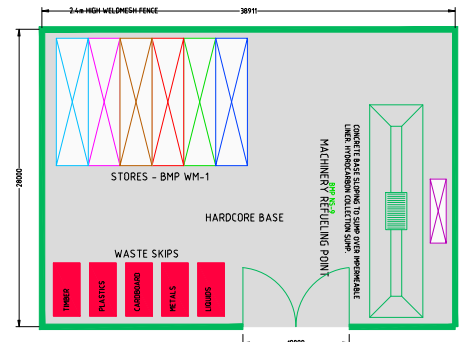 2.4m HIGH WELDMESH FENCE
38911
28000
STORES - BMP WM-1
HARDCORE BASE
MACHINERY REFUELING POINT
CONCRETE BASE SLOPING TO SUMP OVER IMPERMEABLE
LINER. HYDROCARBON COLLECTION SUMP.
WASTE SKIPS
TIMBER
PLASTICS
CARDBOARD
METALS
LIQUIDS